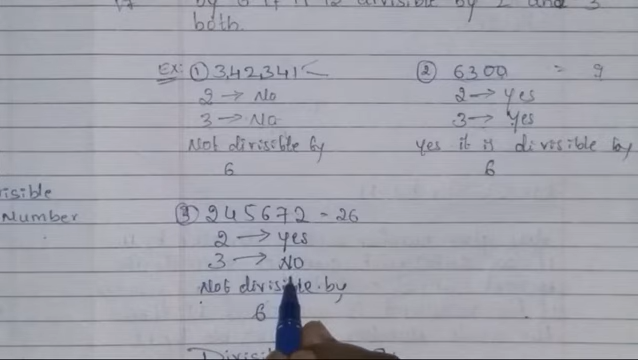 by 6 if it is divisible by 2 and 3
both.
Ex: ① 3,42,341
2 → No
3 → No
Not divisible by
6
② 6300 = 9
2 → Yes
3 → Yes
Yes it is divisible by
6
visible
Number
③ 245672 - 26
2 → Yes
3 → No
Not divisible by
6